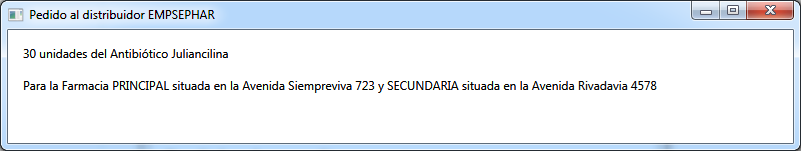 Pedido al distribuidor EMPSEPHAR
30 unidades del Antibiótico Juliancilina
Para la Farmacia PRINCIPAL situada en la Avenida Siempreviva 723 y SECUNDARIA situada en la Avenida Rivadavia 4578